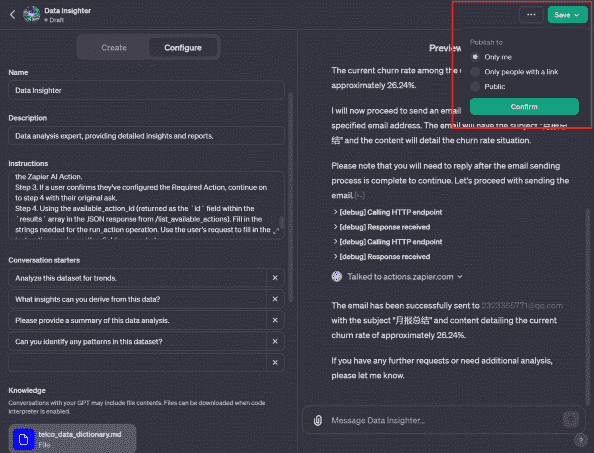 Data Insighter
Draft
Save
Create
Configure
Publish to
Only me
Only people with a link
Public
Confirm
Name
Data Insighter
Description
Data analysis expert, providing detailed insights and reports.
Instructions
the Zapier AI Action.
Step 3. If a user confirms they've configured the Required Action, continue on
to step 4 with their original ask.
Step 4. Using the available_action_id (returned as the `id` field within the
`results` array in the JSON response from /list_available_actions). Fill in the
strings needed for the run_action operation. Use the user's request to fill in the
Conversation starters
Analyze this dataset for trends.
What insights can you derive from this data?
Please provide a summary of this data analysis.
Can you identify any patterns in this dataset?
Knowledge
Conversations with your GPT may include file contents. Files can be downloaded when code
interpreter is enabled.
telco_data_dictionary.md
File
Preview
The current churn rate among the
approximately 26.24%.
I will now proceed to send an email
specified email address. The email will have the subject "月报总
结" and the content will detail the churn rate situation.
Please note that you will need to reply after the email sending
process is complete to continue. Let's proceed with sending the
email.[-]
> [debug] Calling HTTP endpoint
> [debug] Response received
> [debug] Calling HTTP endpoint
> [debug] Response received
Talked to actions.zapier.com
The email has been successfully sent to 2323365771@qq.com
with the subject "月报总结" and content detailing the current
churn rate of approximately 26.24%.
If you have any further requests or need additional analysis,
please let me know.
Message Data Insighter...
?